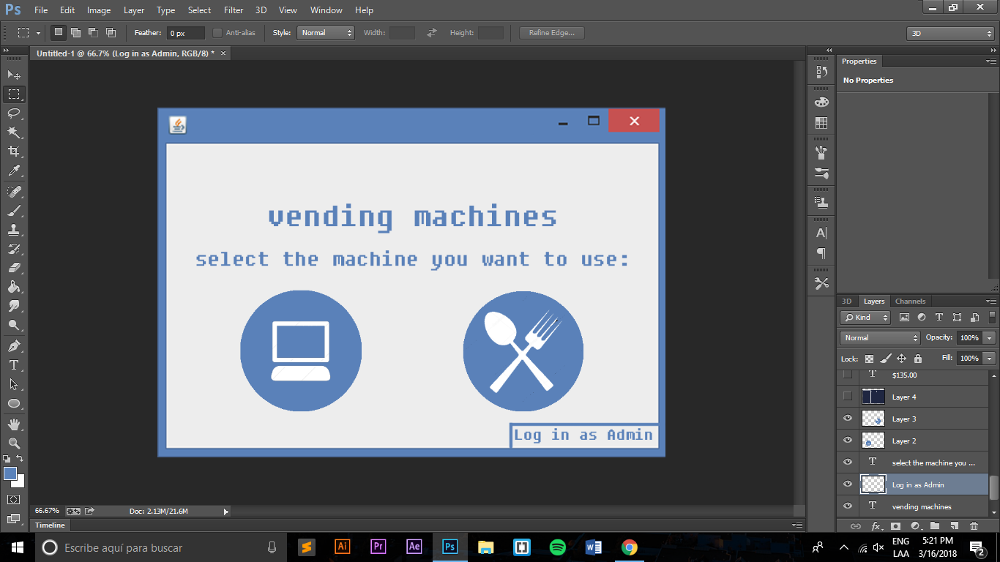 Ps File Edit Image Layer Type Select Filter 3D View Window Help
Feather: 0 px Anti-alias Style: Normal Width: Height: Refine Edge... 3D
Untitled-1 @ 66.7% (Log in as Admin, RGB/8) * ×
Properties
No Properties
vending machines
select the machine you want to use:
Log in as Admin
3D Layers Channels
Kind
Normal Opacity: 100%
Lock: Fill: 100%
$135.00
Layer 4
Layer 3
Layer 2
select the machine you ...
Log in as Admin
vending machines
66.67% Doc: 2.13M/21.6M
Timeline
Escribe aquí para buscar
Ai Pr Ae Ps
ENG 5:21 PM
LAA 3/16/2018
2